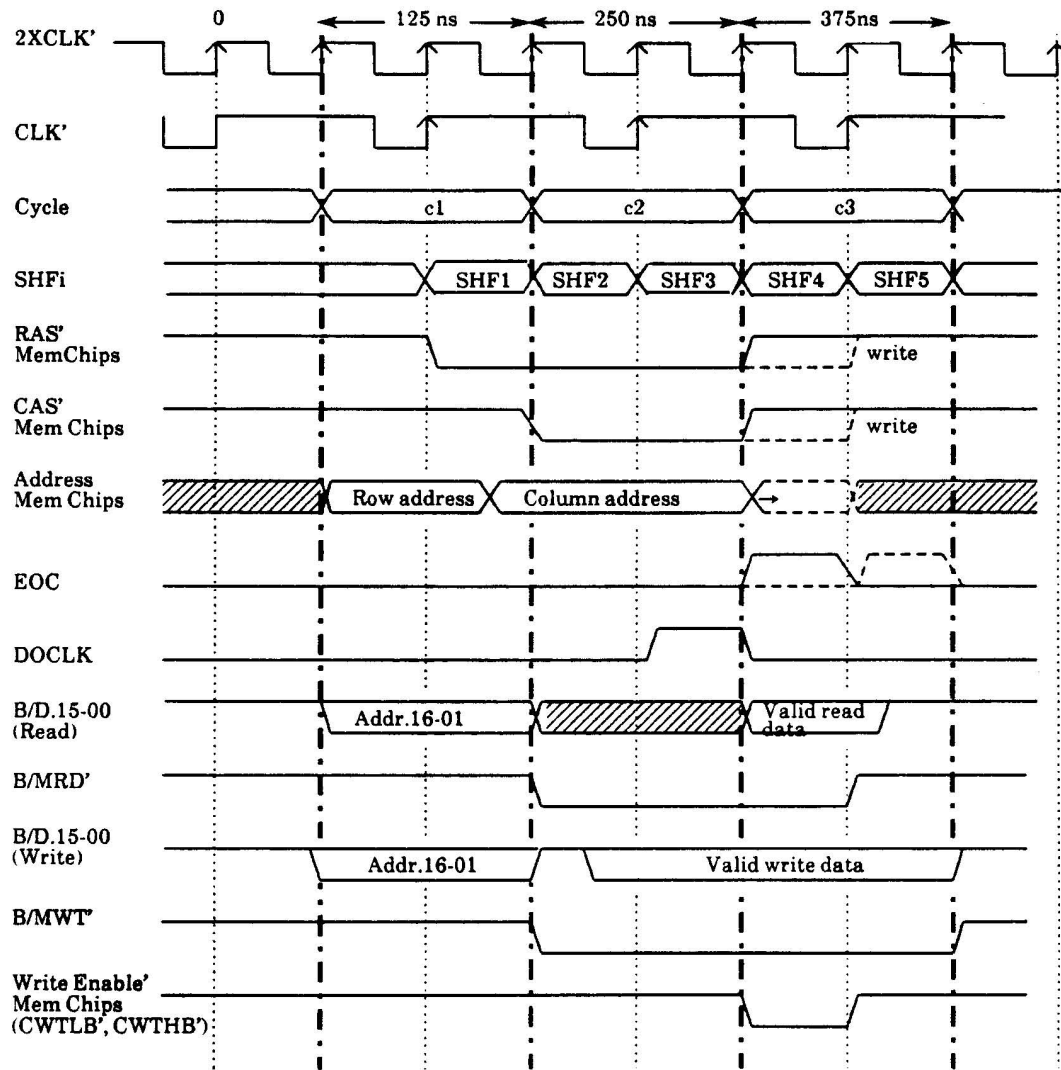 0
125 ns
250 ns
375ns
2XCLK'
CLK'
Cycle
c1
c2
c3
SHFi
SHF1
SHF2
SHF3
SHF4
SHF5
RAS'
MemChips
write
CAS'
Mem Chips
write
Address
Mem Chips
Row address
Column address
EOC
DOCLK
B/D.15-00
(Read)
Addr.16-01
Valid read
data
B/MRD'
B/D.15-00
(Write)
Addr.16-01
Valid write data
B/MWT'
Write Enable'
Mem Chips
(CWTLB', CWTHB')